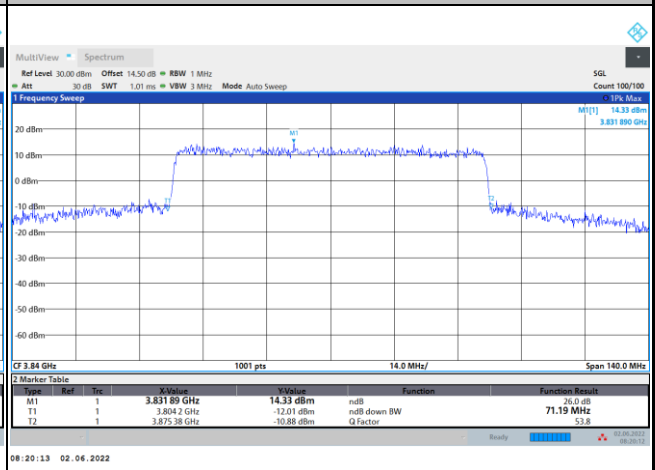 MultiView Spectrum
Ref Level 30.00 dBm Offset 14.50 dB RBW 1 MHz SGL
Att 30 dB SWT 1.01 ms VBW 3 MHz Mode Auto Sweep Count 100/100
1 Frequency Sweep 1Pk Max
M1[1] 14.33 dBm
3.831 890 GHz
M1
20 dBm
10 dBm
0 dBm
T1 T2
-10 dBm
-20 dBm
-30 dBm
-40 dBm
-50 dBm
-60 dBm
CF 3.84 GHz 1001 pts 14.0 MHz/ Span 140.0 MHz
2 Marker Table
Type Ref Trc X-Value Y-Value Function Function Result
M1 1 3.831 89 GHz 14.33 dBm ndB 26.0 dB
T1 1 3.804 2 GHz -12.01 dBm ndB down BW 71.19 MHz
T2 1 3.875 38 GHz -10.88 dBm Q Factor 53.8
Ready 02.06.2022
08:20:12
08:20:13 02.06.2022